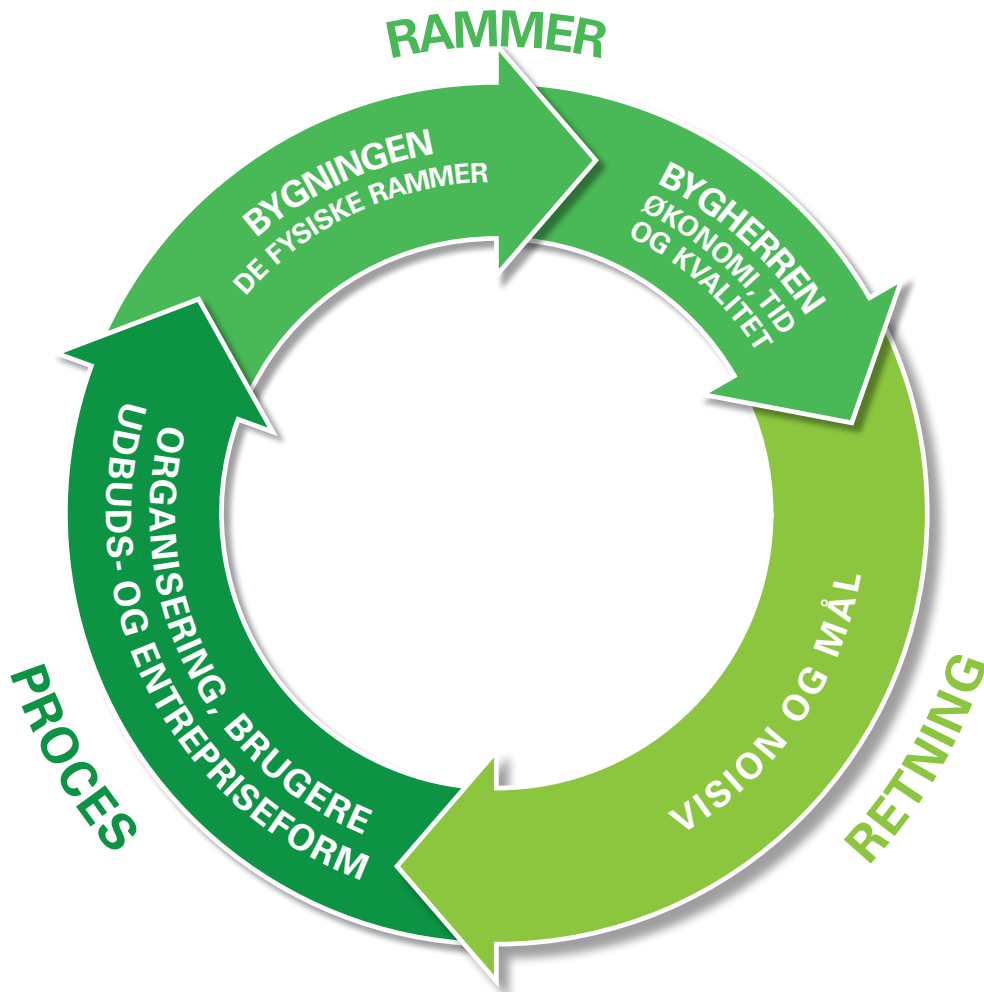 RAMMER
BYGNINGEN
DE FYSISKE RAMMER
BYGHERREN
ØKONOMI, TID
OG KVALITET
RETNING
VISION OG MÅL
PROCES
ORGANISERING, BRUGERE
UDBUDS- OG ENTREPRISEFORM